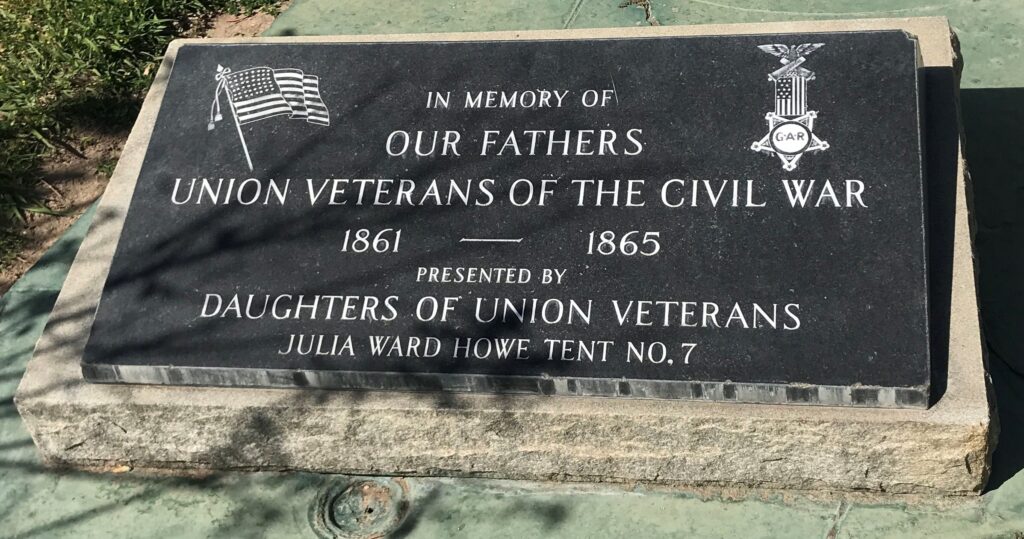 IN MEMORY OF
OUR FATHERS
G·A·R
UNION VETERANS OF THE CIVIL WAR
1861 — 1865
PRESENTED BY
DAUGHTERS OF UNION VETERANS
JULIA WARD HOWE TENT NO. 7